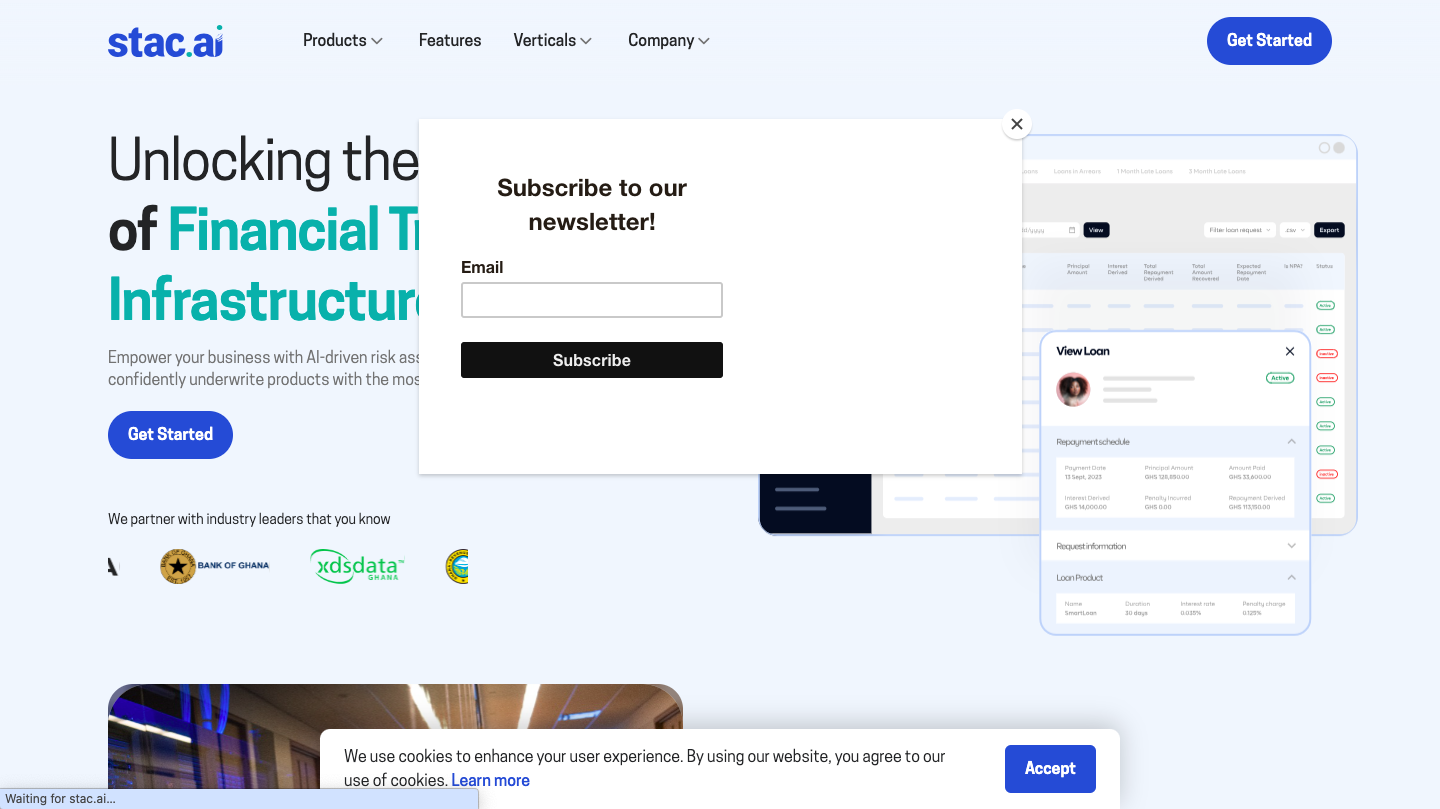 stac.ai
Products
Features
Verticals
Company
Get Started
Unlocking the
of Financial
Infrastructure
Empower your business with AI-driven risk
confidently underwrite products with the
Get Started
We partner with industry leaders that you know
BANK OF GHANA
xdsdata
GHANA
Subscribe to our
newsletter!
Email
Subscribe
Loans in Arrears
1 Month Late Loans
3 Month Late Loans
View
Filter loan request
.csv
Export
Principal Amount
Interest Derived
Total Repayment Derived
Total Amount Recovered
Expected Repayment Date
Is NPA?
Status
Active
Active
Inactive
Inactive
Active
Active
Active
Inactive
Active
View Loan
Active
Repayment schedule
Payment Date
Principal Amount
Amount Paid
13 Sept, 2023
GHS 128,890.00
GHS 33,600.00
Interest Derived
Penalty Incurred
Repayment Derived
GHS 14,000.00
GHS 0.00
GHS 113,150.00
Request information
Loan Product
Name
Duration
Interest rate
Penalty charge
SmartLoan
30 days
0.035%
0.125%
We use cookies to enhance your user experience. By using our website, you agree to our
use of cookies. Learn more
Accept
Waiting for stac.ai...